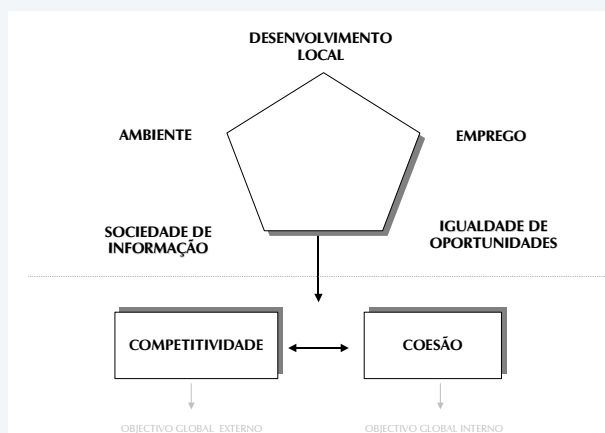 DESENVOLVIMENTO
LOCAL
AMBIENTE
EMPREGO
SOCIEDADE DE
INFORMAÇÃO
IGUALDADE DE
OPORTUNIDADES
COMPETITIVIDADE
COESÃO
OBJECTIVO GLOBAL EXTERNO
OBJECTIVO GLOBAL INTERNO